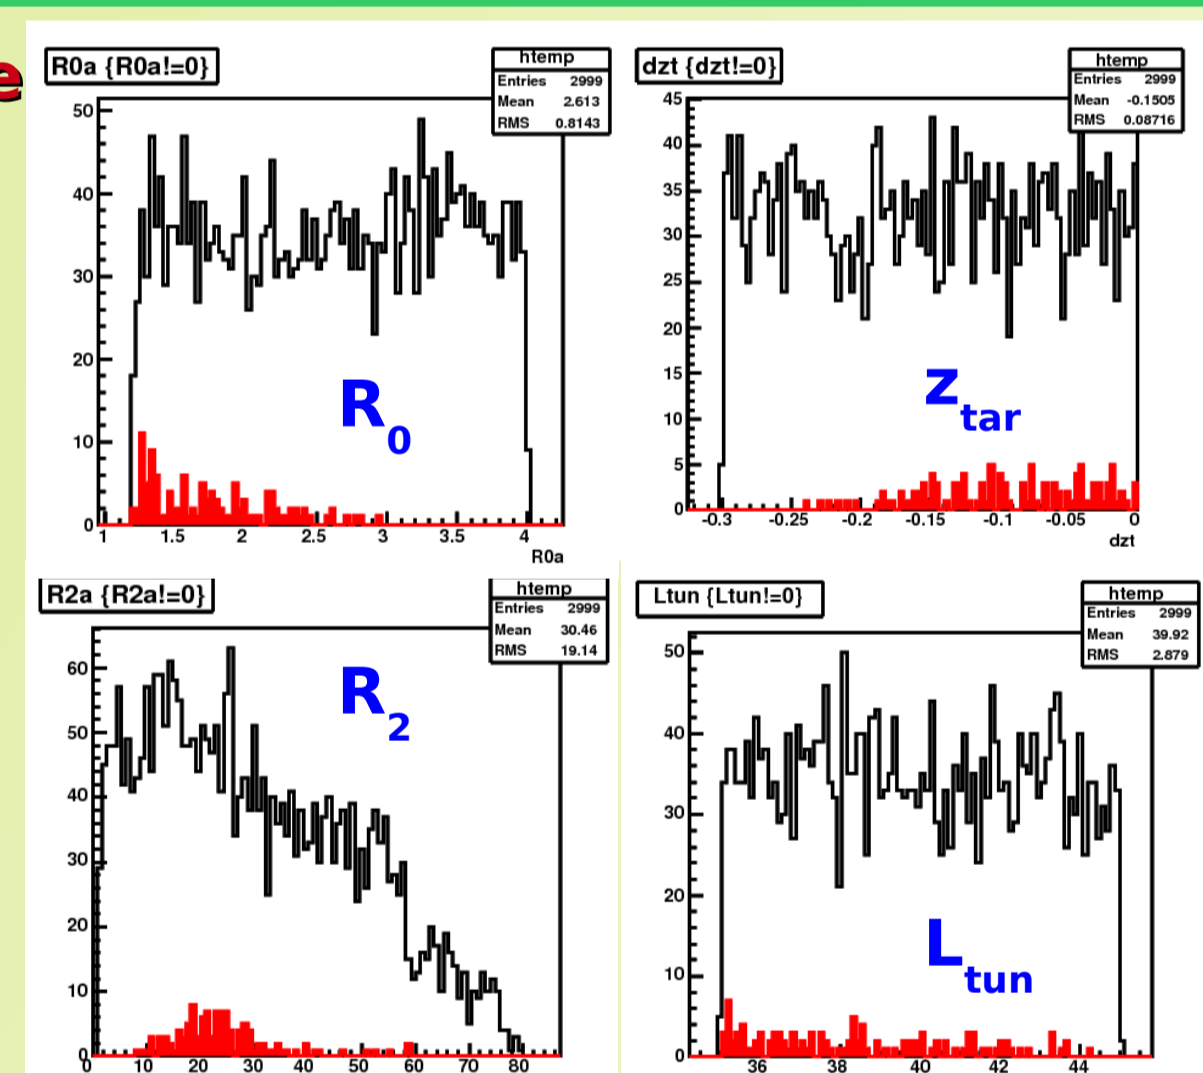 e
R0a {R0a!=0}
htemp
Entries 2999
Mean 2.613
RMS 0.8143
50
40
30
20
10
0
1 1.5 2 2.5 3 3.5 4
R0a
R0
dzt {dzt!=0}
htemp
Entries 2999
Mean -0.1505
RMS 0.08716
45
40
35
30
25
20
15
10
5
0
-0.3 -0.25 -0.2 -0.15 -0.1 -0.05 0
dzt
ztar
R2a {R2a!=0}
htemp
Entries 2999
Mean 30.46
RMS 19.14
60
50
40
30
20
10
0
0 10 20 30 40 50 60 70 80
R2
Ltun {Ltun!=0}
htemp
Entries 2999
Mean 39.92
RMS 2.879
50
40
30
20
10
0
36 38 40 42 44
Ltun